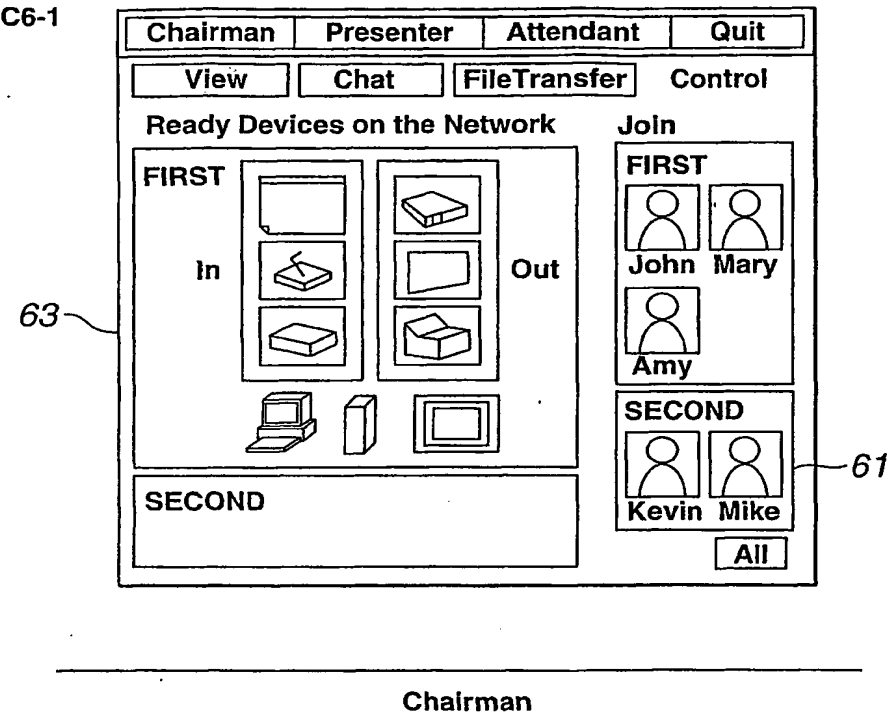 C6-1
Chairman Presenter Attendant Quit
View Chat FileTransfer Control
Ready Devices on the Network
Join
FIRST
In
Out
63
SECOND
FIRST
John Mary
Amy
SECOND
61
Kevin Mike
All
Chairman